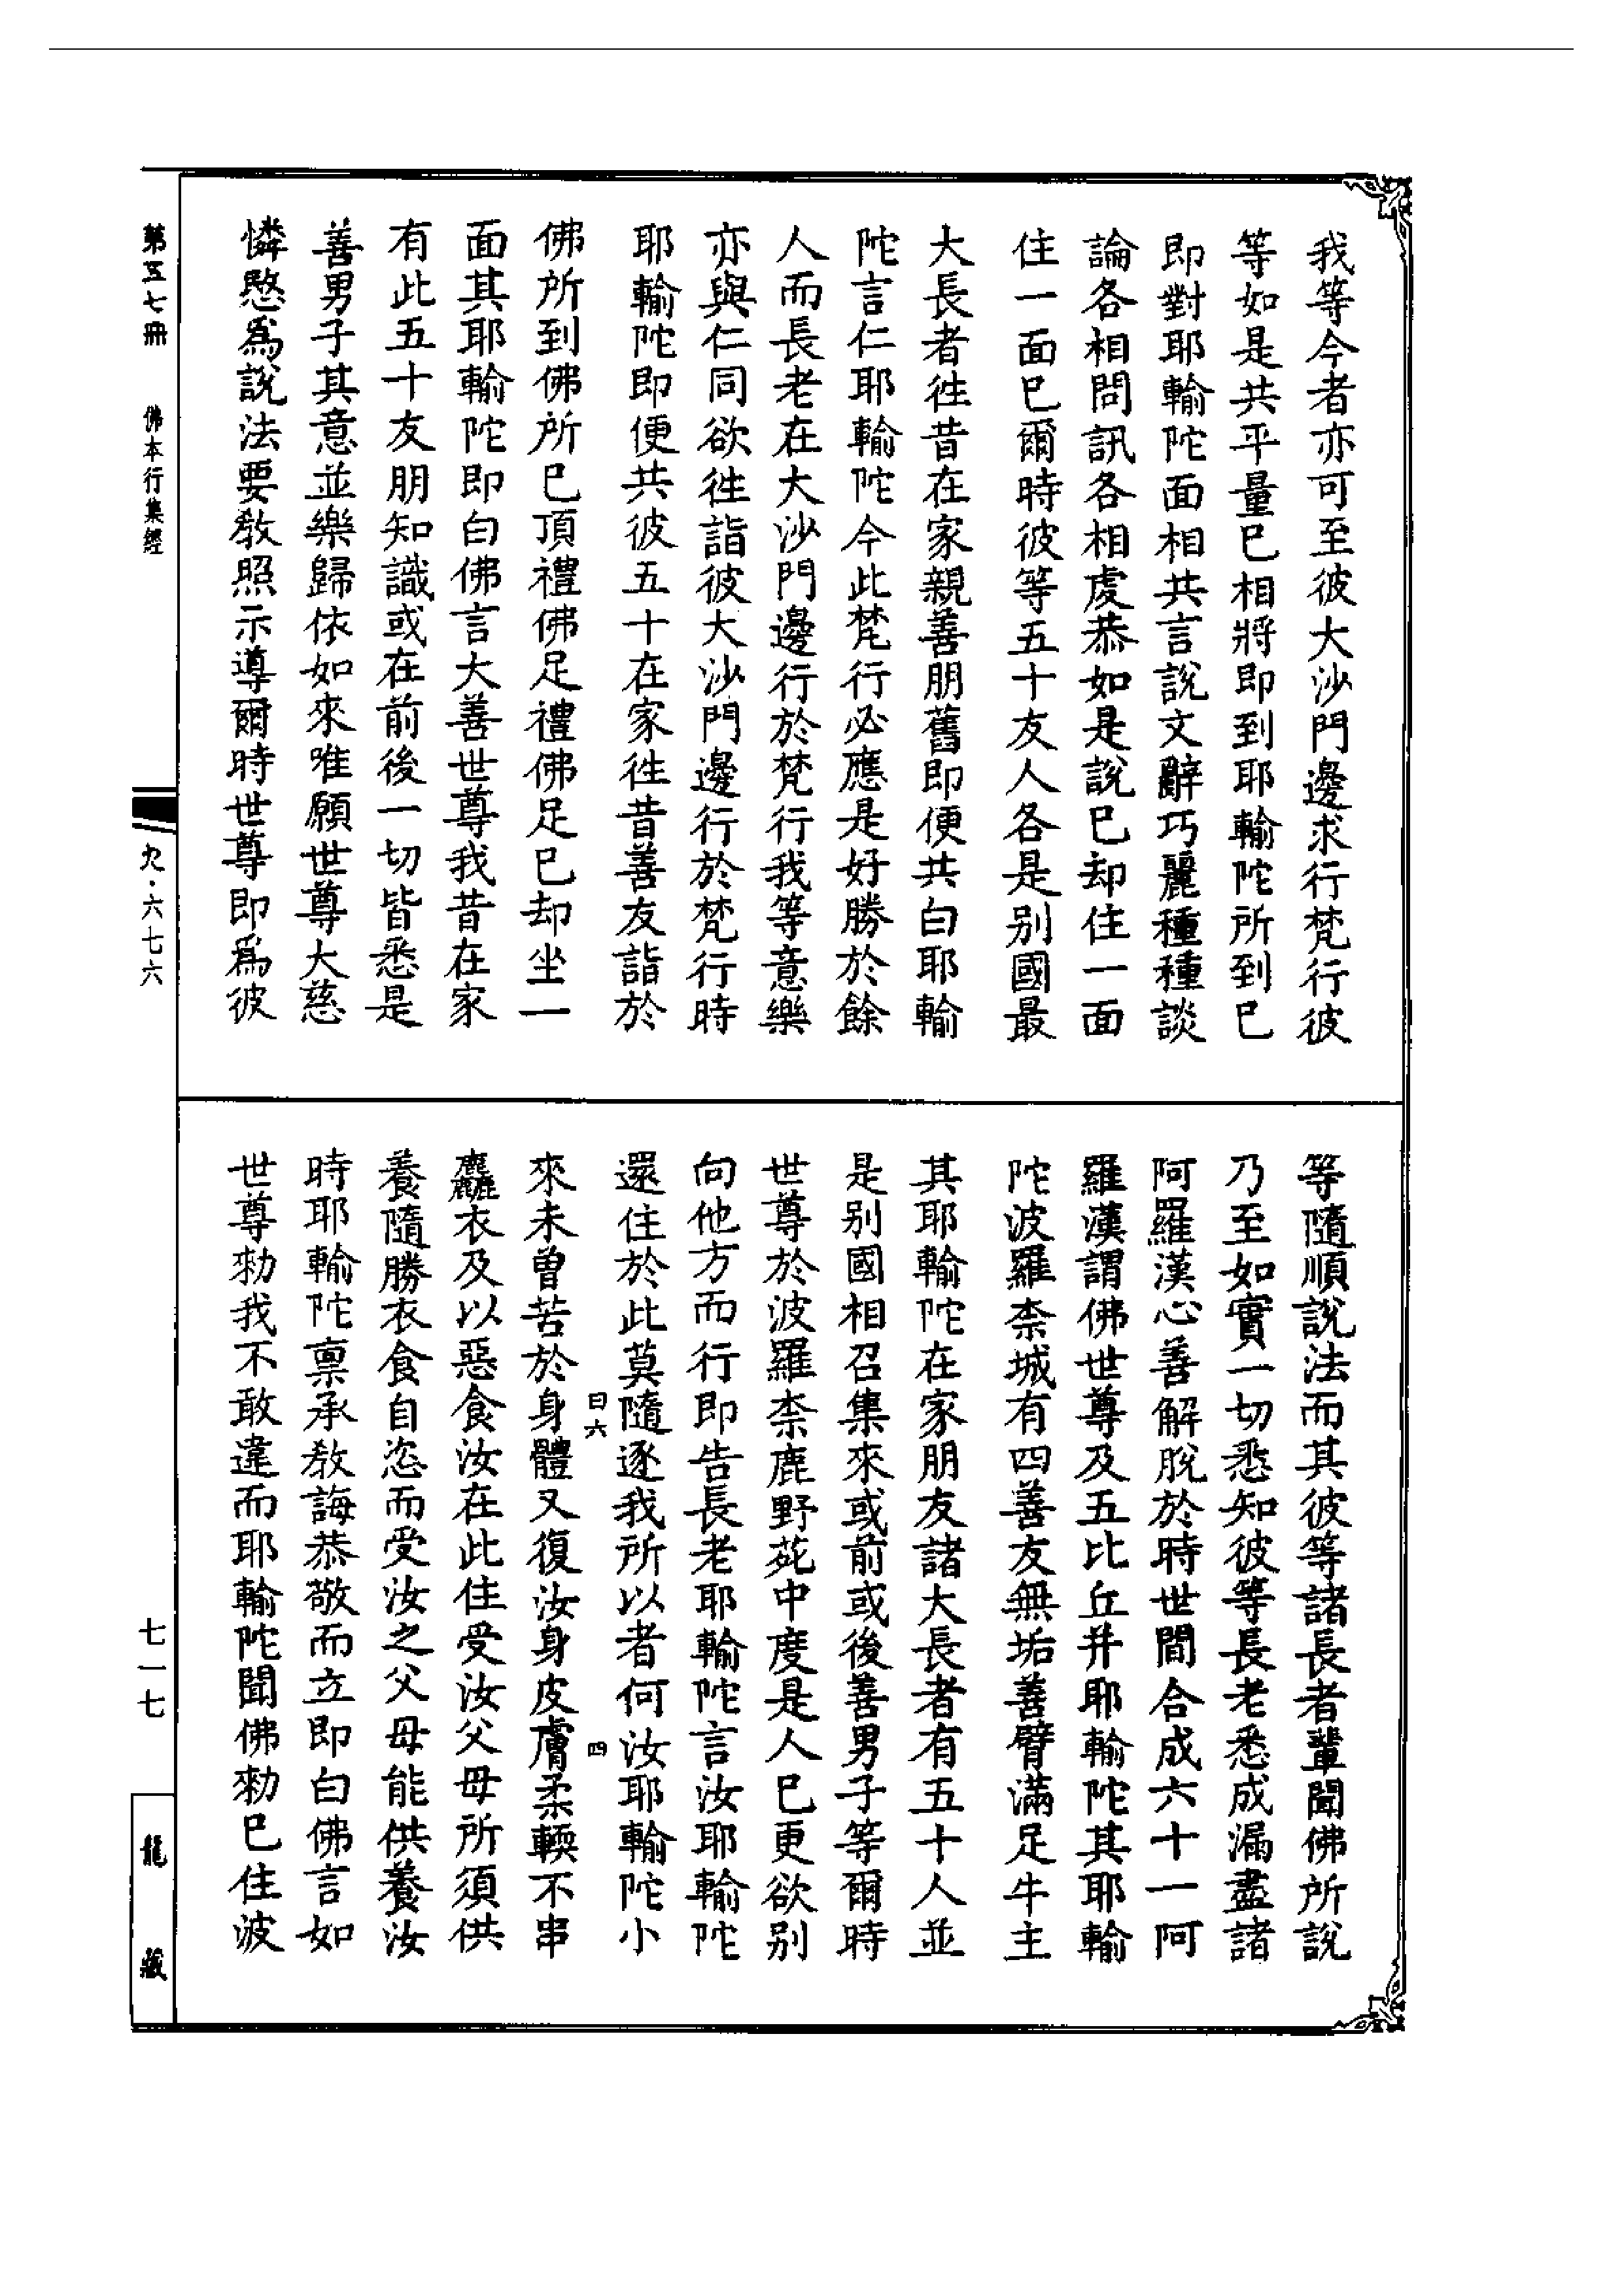 我等今者亦可至彼大沙門邊求行梵行彼
等如是共平量已相將即到耶輸陀所到已
即對耶輸陀面相共言說文辭巧麗種種談
論各相問訊各相虔恭如是說已却住一面
住一面已爾時彼等五十友人各是别國最
大長者徃昔在家親善朋舊即便共白耶輸
陀言仁耶輸陀今此梵行必應是好勝於餘
人而長老在大沙門邊行於梵行我等意樂
亦與仁同欲徃詣彼大沙門邊行於梵行時
耶輸陀即便共彼五十在家徃昔善友詣於
佛所到佛所已頂禮佛足禮佛足已却坐一
面其耶輸陀即白佛言大善世尊我昔在家
有此五十友朋知識或在前後一切皆悉是
善男子其意並樂歸依如來唯願世尊大慈
憐愍為說法要教照示導爾時世尊即為彼
等隨順說法而其彼等諸長者輩聞佛所說
乃至如實一切悉知彼等長老悉成漏盡諸
阿羅漢心善解脫於時世間合成六十一阿
羅漢謂佛世尊及五比丘并耶輸陀其耶輸
陀波羅柰城有四善友無垢善臂滿足牛主
其耶輸陀在家朋友諸大長者有五十人並
是别國相召集來或前或後善男子等爾時
世尊於波羅柰鹿野苑中度是人已更欲别
向他方而行即告長老耶輸陀言汝耶輸陀
還住於此莫隨逐我所以者何汝耶輸陀小
曰六
四
來未曽苦於身體又復汝身皮膚柔輭不串
麤衣及以惡食汝在此住受汝父母所須供
養隨勝衣食自恣而受汝之父母能供養汝
時耶輸陀禀承教誨恭敬而立即白佛言如
世尊勑我不敢違而耶輸陀聞佛勑已住波
第五七冊
佛本行集經
九·六七六
七一七
龍藏